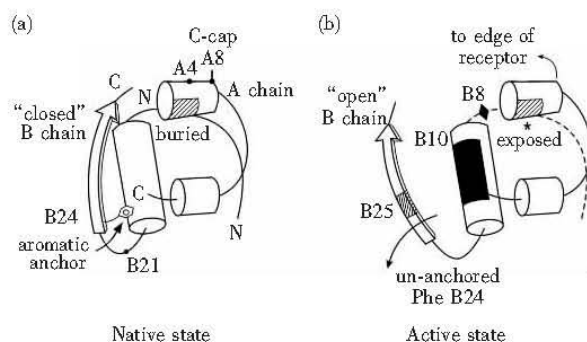 (a)
C-cap
A4 A8
C
N
A chain
"closed"
B chain
buried
C
B24
aromatic
anchor
B21
N
Native state
(b)
to edge of
receptor
B8
"open"
B chain
B10
*
exposed
B25
un-anchored
Phe B24
Active state